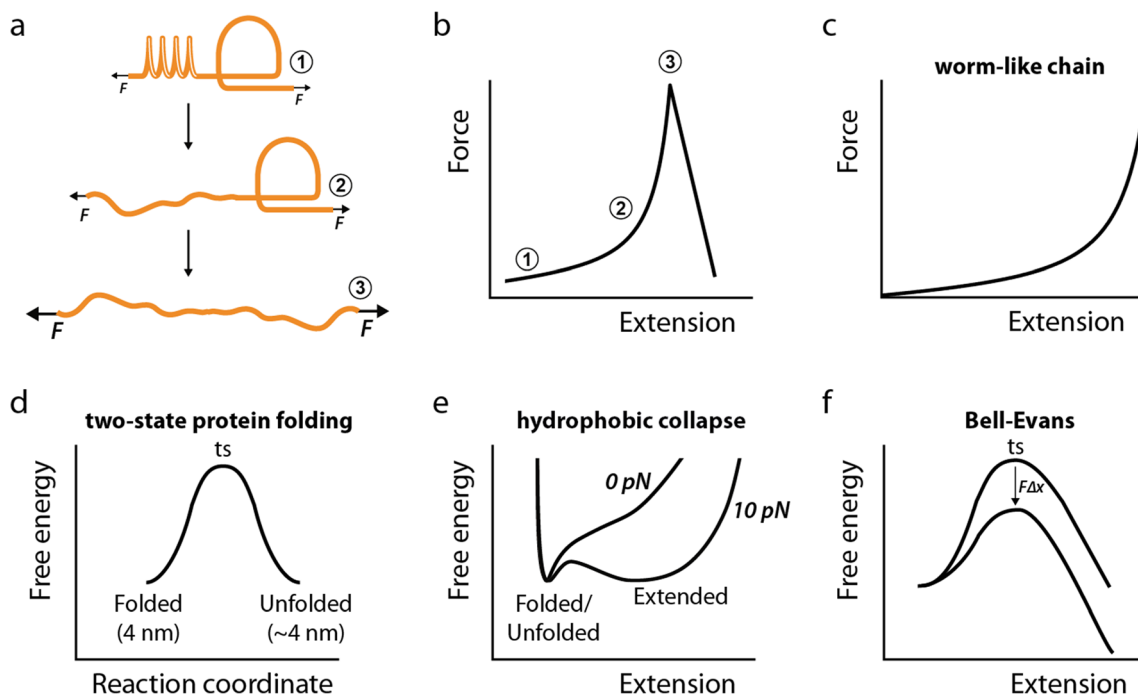 a
1
F
F
2
F
F
3
F
F
b
3
2
1
Force
Extension
c
worm-like chain
Force
Extension
d
two-state protein folding
ts
Free energy
Folded
(4 nm)
Unfolded
(~4 nm)
Reaction coordinate
e
hydrophobic collapse
0 pN
10 pN
Free energy
Folded/
Unfolded
Extended
Extension
f
Bell-Evans
ts
FΔx
Free energy
Extension